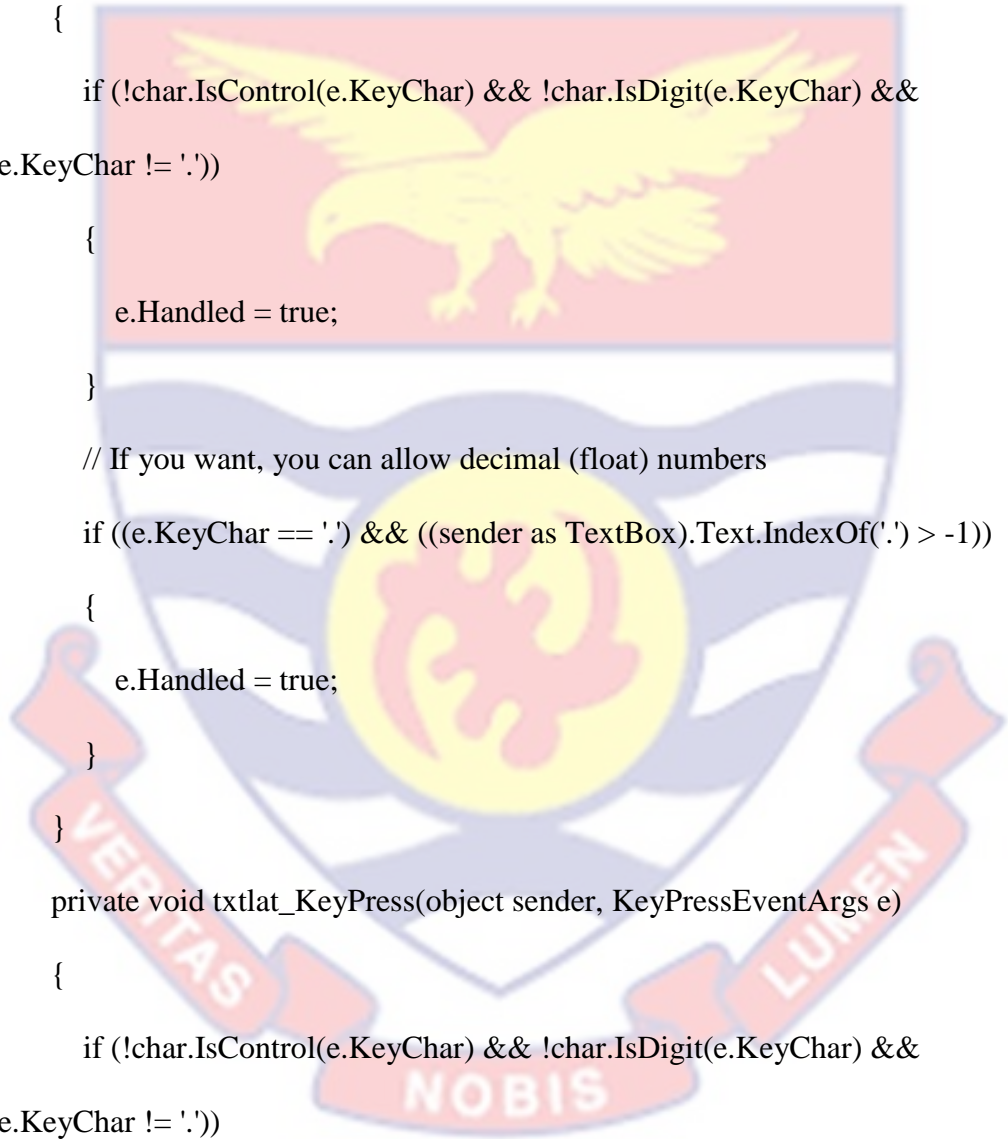 {
if (!char.IsControl(e.KeyChar) && !char.IsDigit(e.KeyChar) &&
e.KeyChar != '.'))
{
e.Handled = true;
}
// If you want, you can allow decimal (float) numbers
if ((e.KeyChar == '.') && ((sender as TextBox).Text.IndexOf('.') > -1))
{
e.Handled = true;
}
}
private void txtlat_KeyPress(object sender, KeyPressEventArgs e)
{
if (!char.IsControl(e.KeyChar) && !char.IsDigit(e.KeyChar) &&
e.KeyChar != '.'))
VERITAS
NOBIS
LUMEN